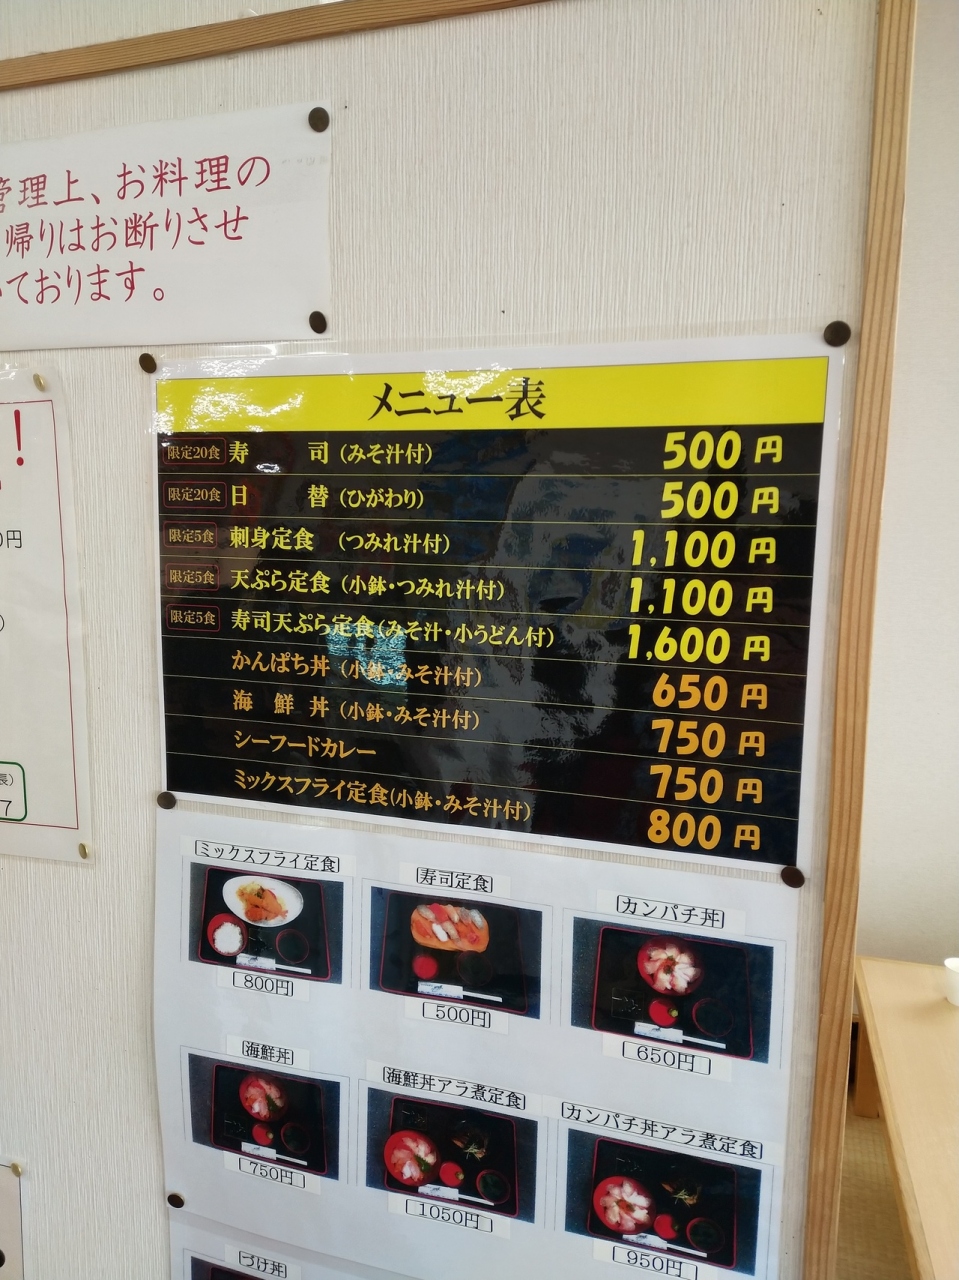 管理上、お料理の
帰りはお断りさせ
ております。
!
0円
メニュー表
限定20食 寿 司 (みそ汁付) 500円
限定20食 日 替 (ひがわり) 500円
限定5食 刺身定食 (つみれ汁付) 1,100円
限定5食 天ぷら定食 (小鉢・つみれ汁付) 1,100円
限定5食 寿司天ぷら定食(みそ汁・小うどん付) 1,600円
かんぱち丼 (小鉢・みそ汁付) 650円
海 鮮 丼 (小鉢・みそ汁付) 750円
シーフードカレー 750円
ミックスフライ定食(小鉢・みそ汁付) 800円
長)
7
ミックスフライ定食
800円
寿司定食
500円
カンパチ丼
650円
海鮮丼
750円
海鮮丼アラ煮定食
1050円
カンパチ丼アラ煮定食
950円
づけ丼